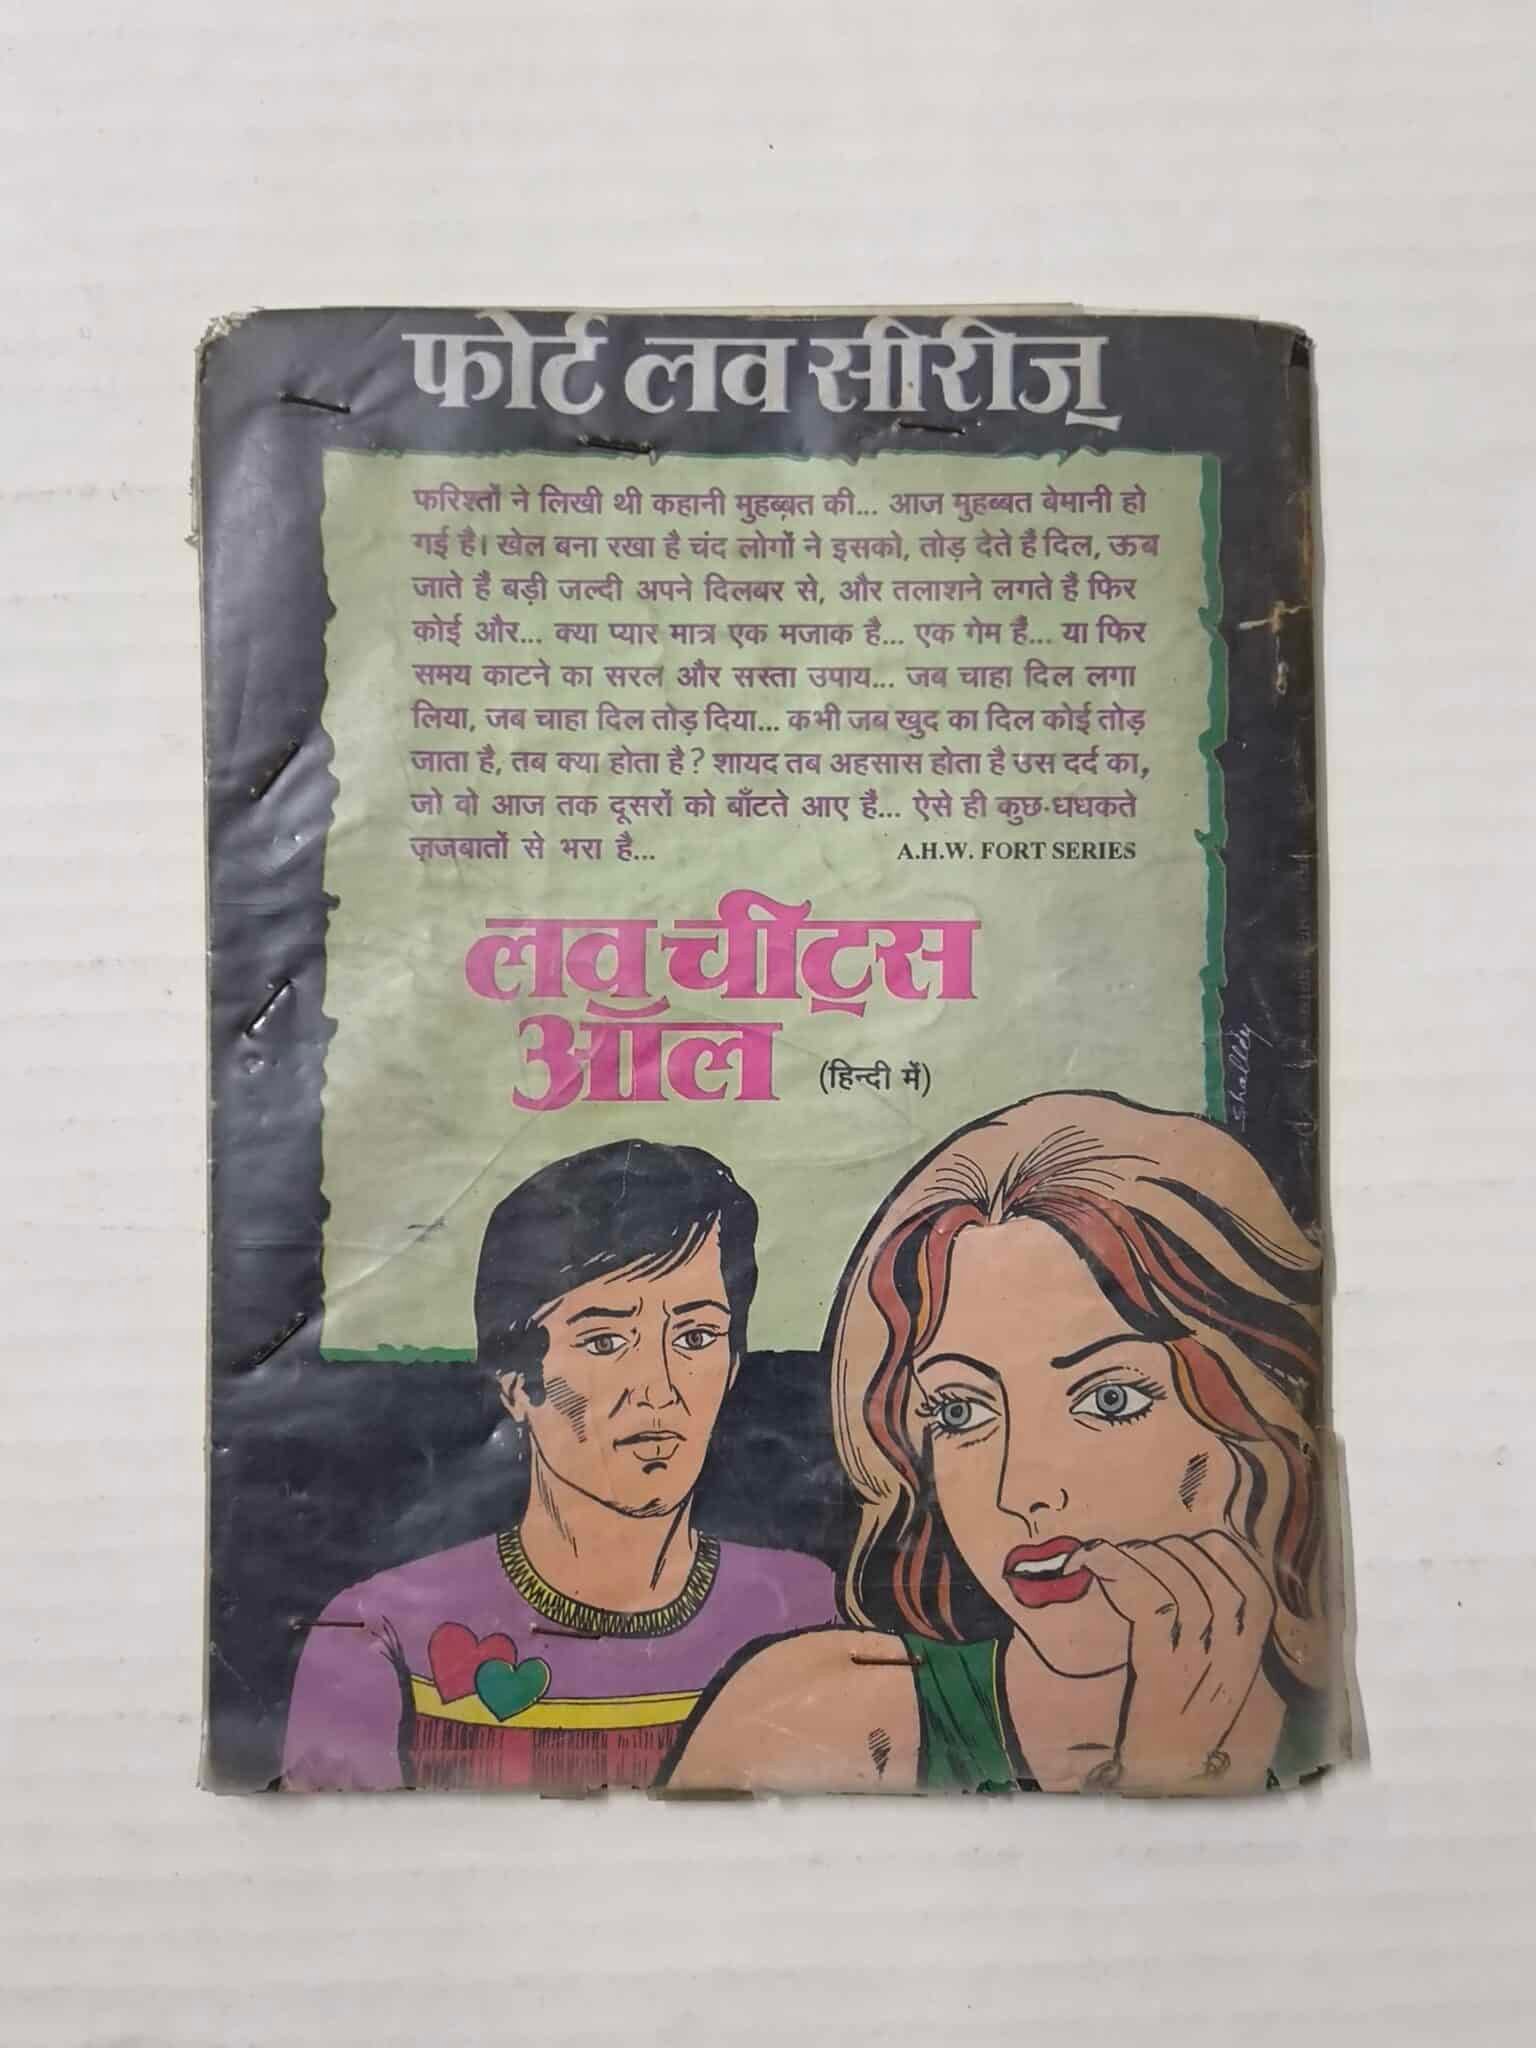 फोर्ट लव सीरीज़
फरिश्तों ने लिखी थी कहानी मुहब्बत की... आज मुहब्बत बेमानी हो
गई है। खेल बना रखा है चंद लोगों ने इसको, तोड़ देते हैं दिल, ऊब
जाते हैं बड़ी जल्दी अपने दिलबर से, और तलाशने लगते हैं फिर
कोई और... क्या प्यार मात्र एक मजाक है... एक गेम है... या फिर
समय काटने का सरल और सस्ता उपाय... जब चाहा दिल लगा
लिया, जब चाहा दिल तोड़ दिया... कभी जब खुद का दिल कोई तोड़
जाता है, तब क्या होता है? शायद तब अहसास होता है उस दर्द का,
जो वो आज तक दूसरों को बाँटते आए हैं... ऐसे ही कुछ-धधकते
ज़जबातों से भरा है...
A.H.W. FORT SERIES
लव चीट्स
ऑल (हिन्दी में)
Shalley